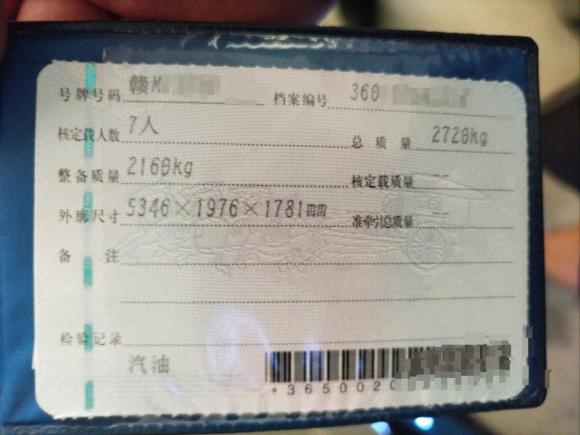 号牌号码 赣M 档案编号 360
核定载人数 7人 总质量 2720kg
整备质量 2160kg 核定载质量 --
外廓尺寸 5346×1976×1781mm 准牵引总质量 --
备注
检验记录
汽油
*3650020